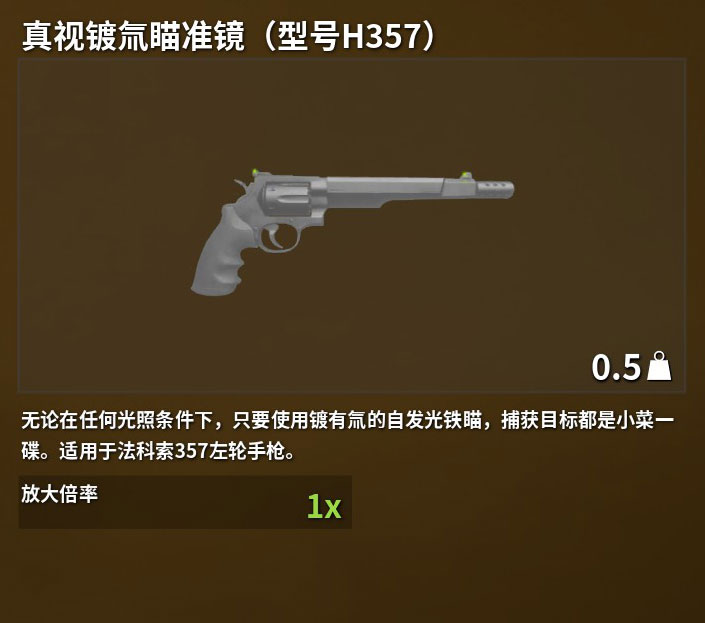 真视镀氚瞄准镜（型号H357）
0.5
无论在任何光照条件下，只要使用镀有氚的自发光铁瞄，捕获目标都是小菜一
碟。适用于法科索357左轮手枪。
放大倍率
1x